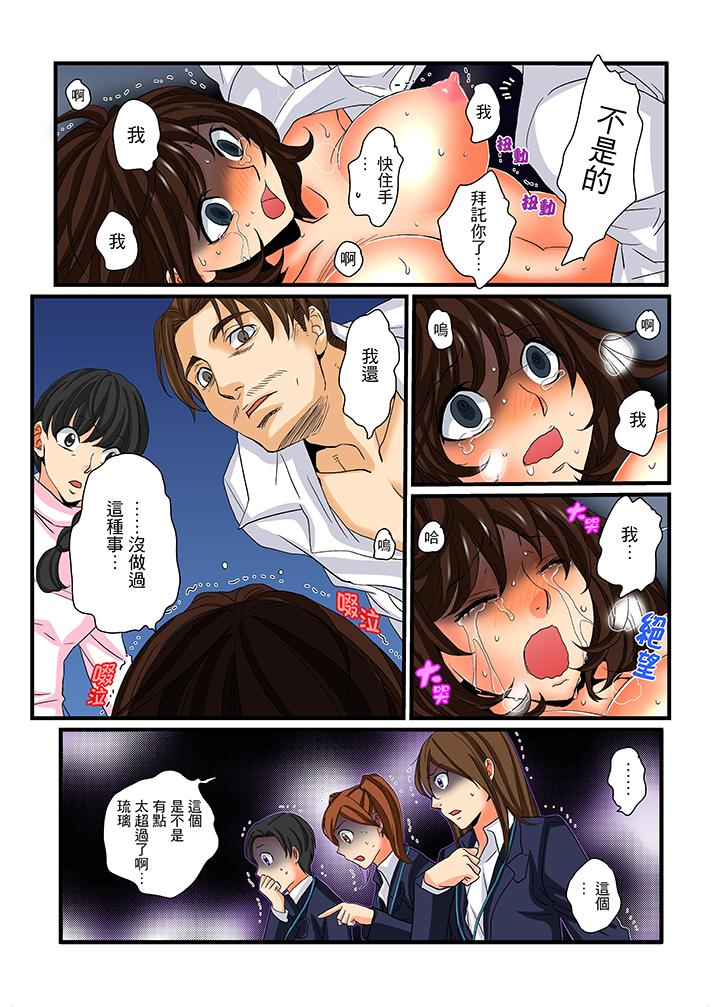 不是的
我
扭動
扭動
拜託你了…
快住手
…
啊
我
我
啊
啊
嗚
我
我還
嗚
……沒做過
這種事…
啜泣
啜泣
我…
哈
大哭
大哭
絕望
……
這個
…
這個
是不是
有點
太超過了啊…
琉璃